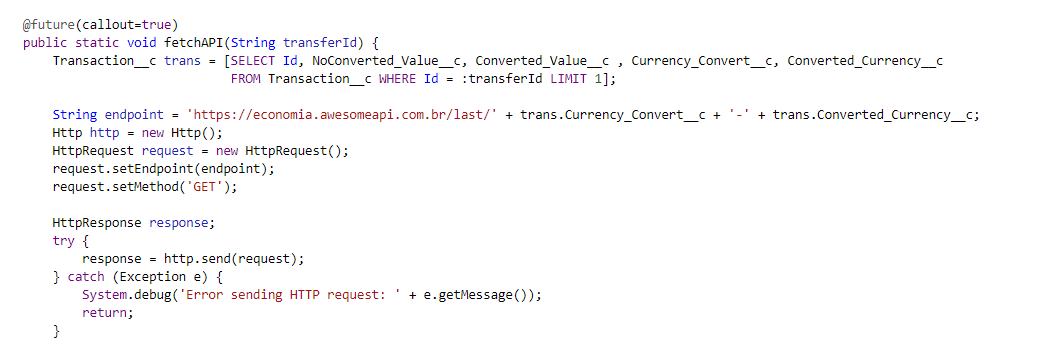 @future(callout=true)
public static void fetchAPI(String transferId) {
    Transaction__c trans = [SELECT Id, NoConverted_Value__c, Converted_Value__c , Currency_Convert__c, Converted_Currency__c
                            FROM Transaction__c WHERE Id = :transferId LIMIT 1];

    String endpoint = 'https://economia.awesomeapi.com.br/last/' + trans.Currency_Convert__c + '-' + trans.Converted_Currency__c;
    Http http = new Http();
    HttpRequest request = new HttpRequest();
    request.setEndpoint(endpoint);
    request.setMethod('GET');

    HttpResponse response;
    try {
        response = http.send(request);
    } catch (Exception e) {
        System.debug('Error sending HTTP request: ' + e.getMessage());
        return;
    }